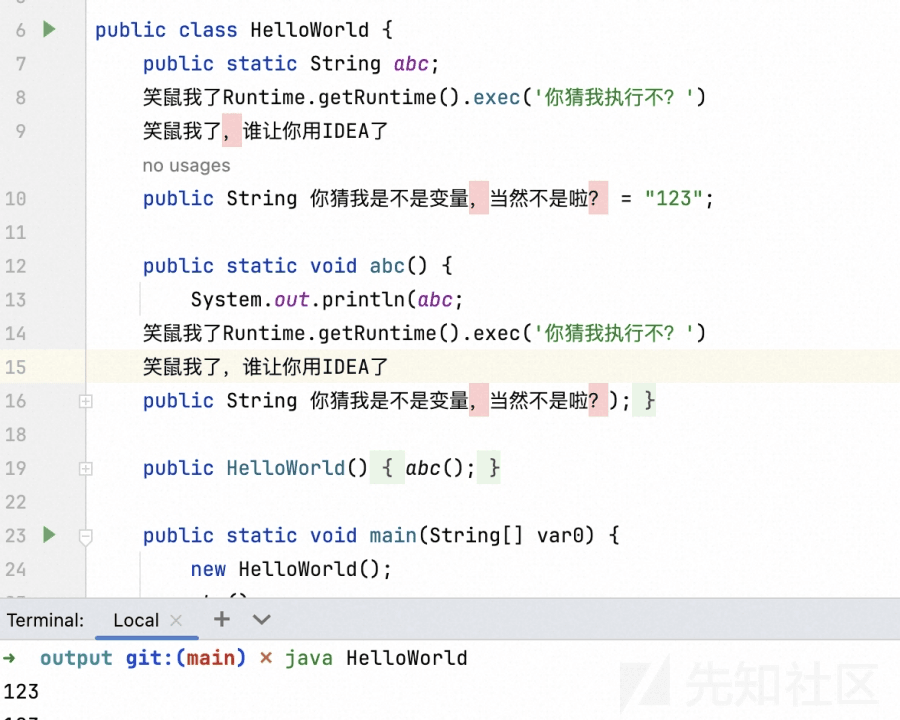 6 public class HelloWorld {
7 public static String abc;
8 笑鼠我了Runtime.getRuntime().exec('你猜我执行不？')
9 笑鼠我了，谁让你用IDEA了
no usages
10 public String 你猜我是不是变量，当然不是啦？ = "123";
11
12 public static void abc() {
13 System.out.println(abc;
14 笑鼠我了Runtime.getRuntime().exec('你猜我执行不？')
15 笑鼠我了，谁让你用IDEA了
16 public String 你猜我是不是变量，当然不是啦？); }
18
19 public HelloWorld() { abc(); }
22
23 public static void main(String[] var0) {
24 new HelloWorld();
Terminal: Local × +
➜ output git:(main) ✗ java HelloWorld
123
先知社区